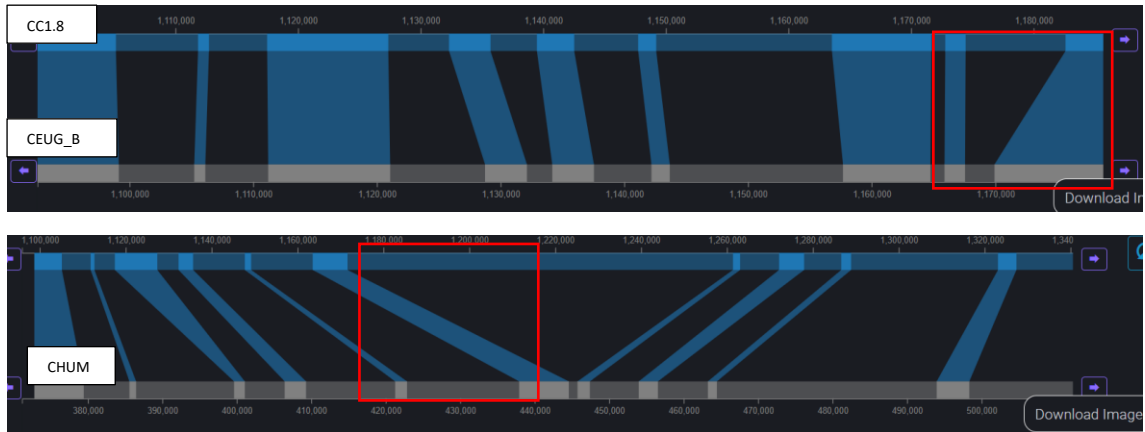 1,110,000 1,120,000 1,130,000 1,140,000 1,150,000 1,160,000 1,170,000 1,180,000
CC1.8
CEUG_B
1,100,000 1,110,000 1,120,000 1,130,000 1,140,000 1,150,000 1,160,000 1,170,000
Download Im
1,100,000 1,120,000 1,140,000 1,160,000 1,180,000 1,200,000 1,220,000 1,240,000 1,260,000 1,280,000 1,300,000 1,320,000 1,340
CHUM
380,000 390,000 400,000 410,000 420,000 430,000 440,000 450,000 460,000 470,000 480,000 490,000 500,000
Download Image